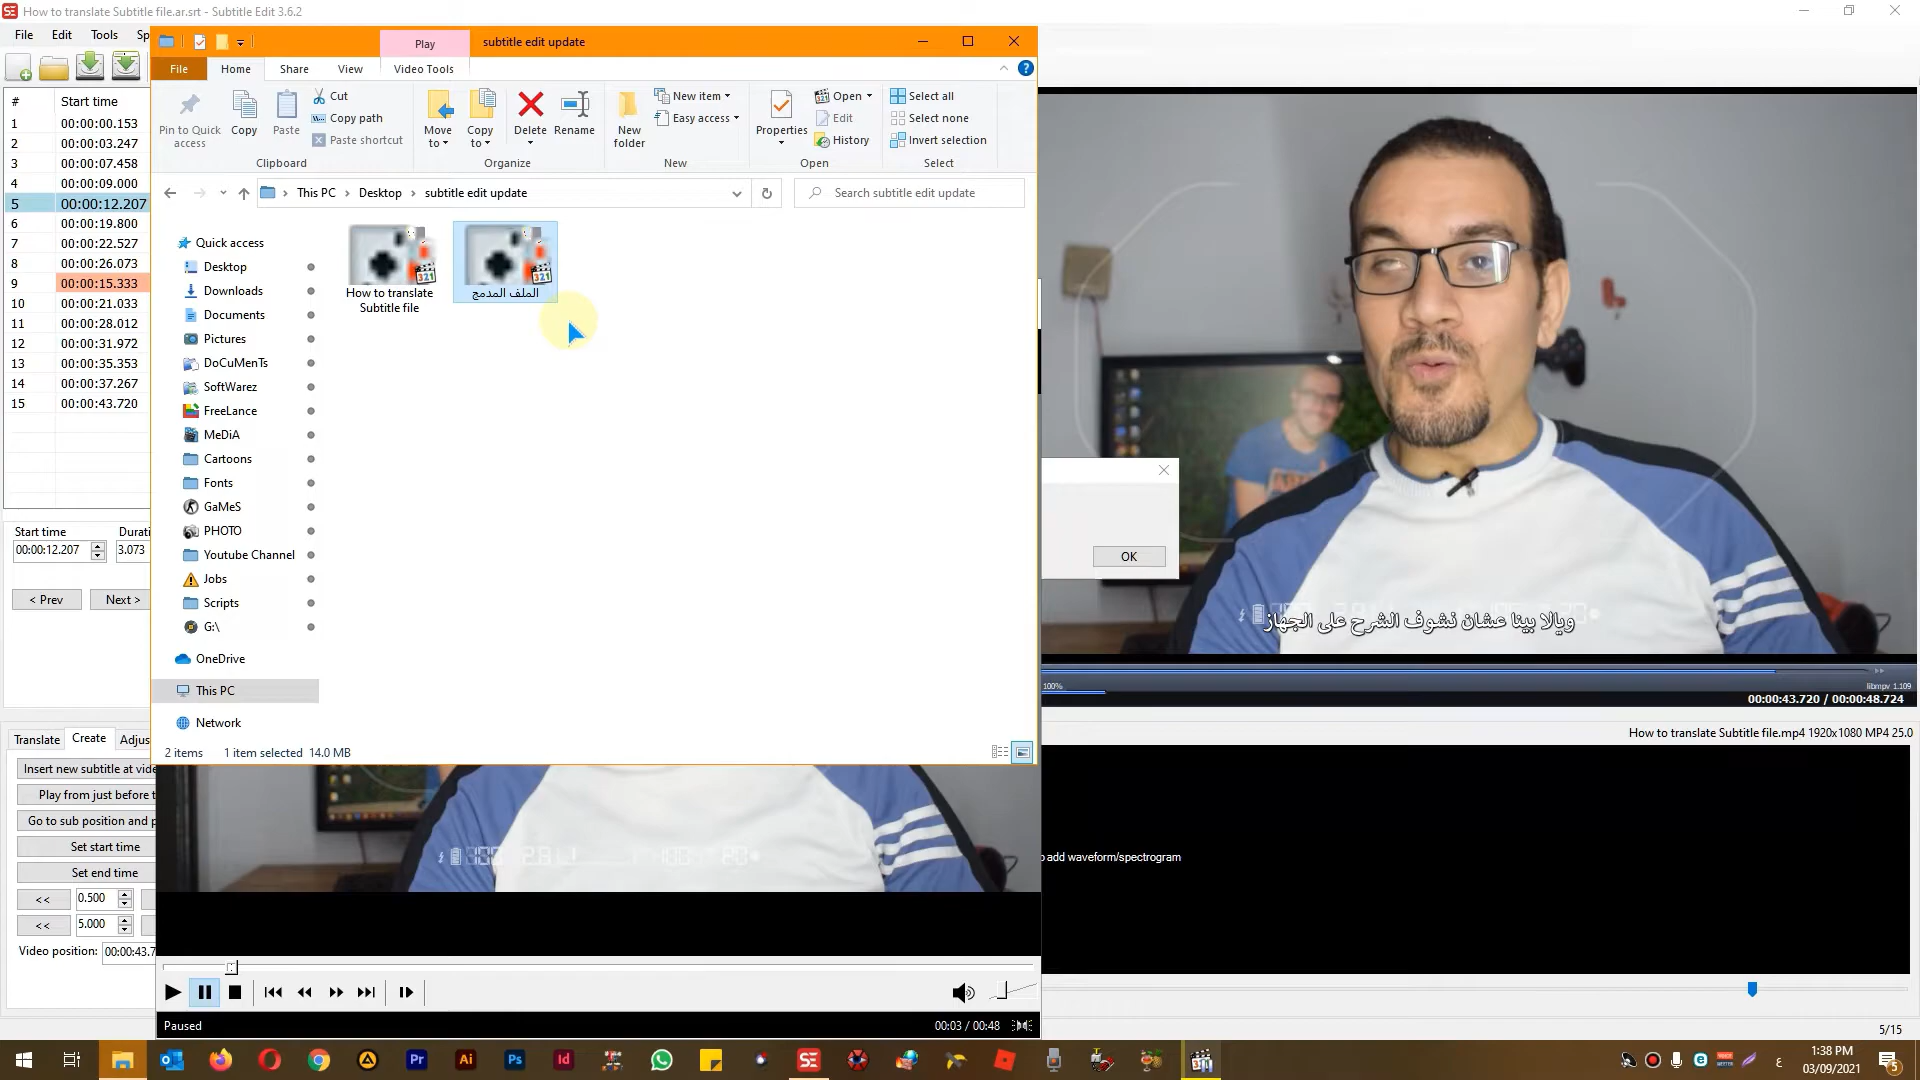 How to translate Subtitle file.ar.srt - Subtitle Edit 3.6.2
File
Edit
Tools
#
Start time
1
00:00:00.153
2
00:00:03.247
3
00:00:07.458
4
00:00:09.000
5
00:00:12.207
6
00:00:19.800
7
00:00:22.527
8
00:00:26.073
9
00:00:15.333
10
00:00:21.033
11
00:00:28.012
12
00:00:31.972
13
00:00:35.353
14
00:00:37.267
15
00:00:43.720
Start time
00:00:12.207
3.073
< Prev
Next >
Translate
Create
Insert new subtitle at
Play from just before
Go to sub position and
Set start time
Set end time
<<
0.500
<<
5.000
Video position:
00:00:43.7
Play
subtitle edit update
File
Home
Share
View
Video Tools
Pin to Quick access
Copy
Paste
Cut
Copy path
Paste shortcut
Clipboard
Move to
Copy to
Delete
Rename
Organize
New folder
New item
Easy access
New
Properties
Open
Edit
History
Open
Select all
Select none
Invert selection
Select
This PC
Desktop
subtitle edit update
Search subtitle edit update
Quick access
Desktop
Downloads
Documents
Pictures
DoCuMenTs
SoftWarez
FreeLance
MeDiA
Cartoons
Fonts
GaMeS
PHOTO
Youtube Channel
Jobs
Scripts
G:\
OneDrive
This PC
Network
How to translate
Subtitle file
الملف المدمج
2 items
1 item selected 14.0 MB
OK
ويالا بينا عشان نشوف الشرح على الجهاز
100%
libmpv 1.109
00:00:43.720 / 00:00:48.724
How to translate Subtitle file.mp4 1920x1080 MP4 25.0
add waveform/spectrogram
5/15
Paused
00:03 / 00:48
Pr
Ai
Ps
Id
SE
ع
1:38 PM
03/09/2021
5